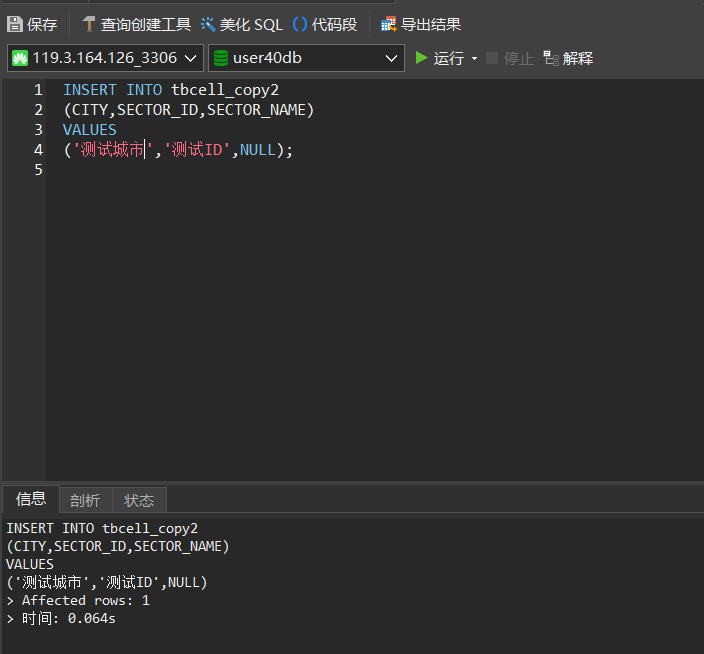 保存 查询创建工具 美化 SQL () 代码段 导出结果
119.3.164.126_3306 user40db 运行 停止 解释
1 INSERT INTO tbcell_copy2
2 (CITY,SECTOR_ID,SECTOR_NAME)
3 VALUES
4 ('测试城市','测试ID',NULL);
5
信息 剖析 状态
INSERT INTO tbcell_copy2
(CITY,SECTOR_ID,SECTOR_NAME)
VALUES
('测试城市','测试ID',NULL)
> Affected rows: 1
> 时间: 0.064s